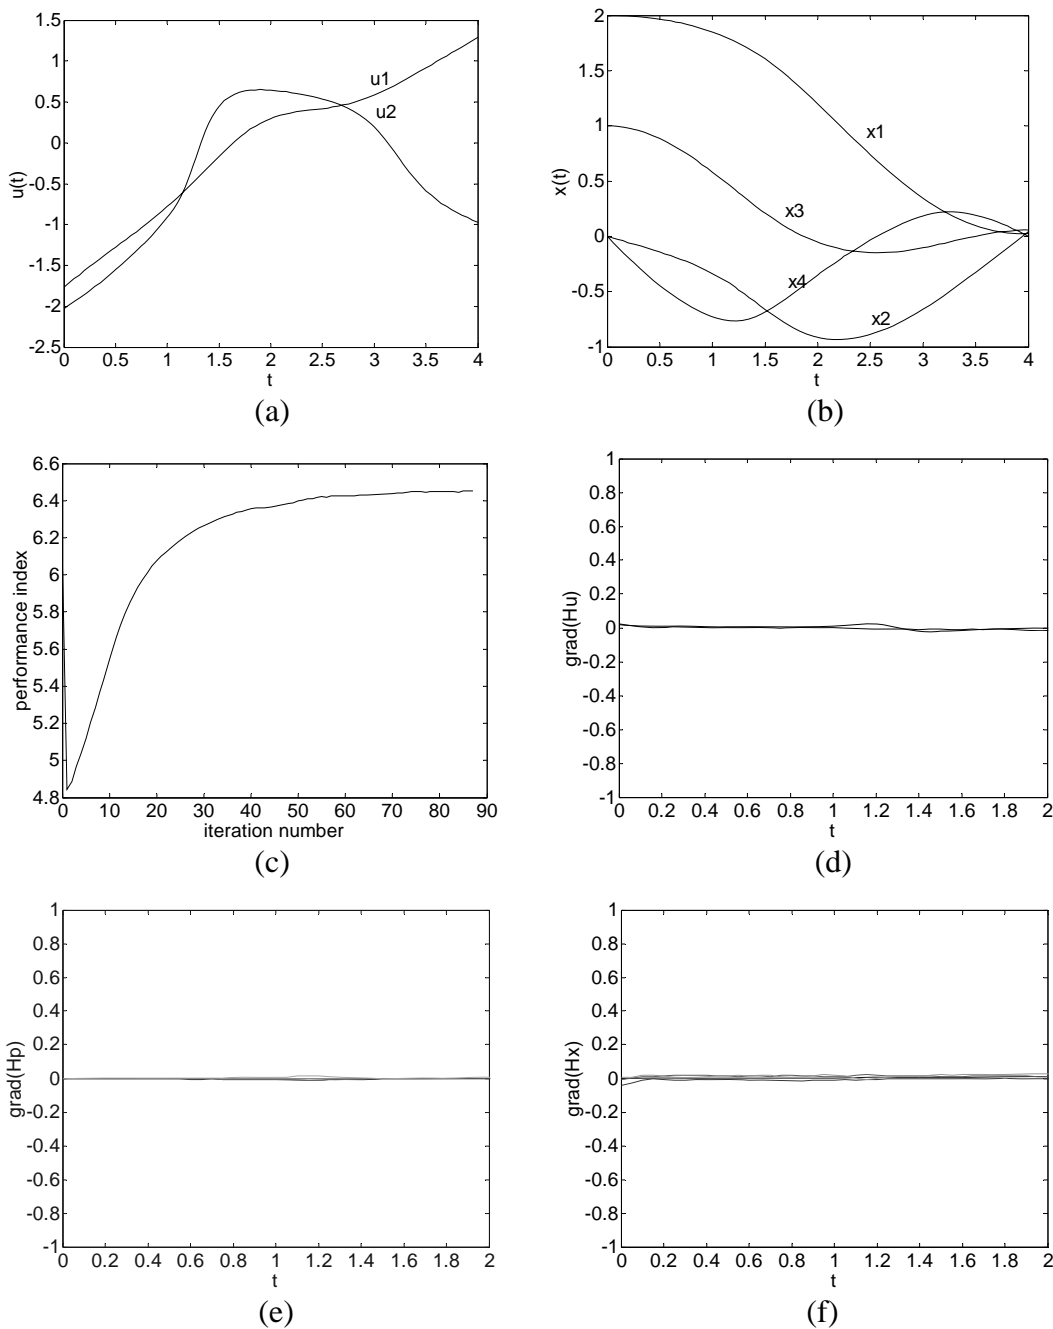 1.5
1
0.5
0
-0.5
-1
-1.5
-2
-2.5
u(t)
u1
u2
0 0.5 1 1.5 2 2.5 3 3.5 4
t
(a)
2
1.5
1
0.5
0
-0.5
-1
x(t)
x1
x3
x4
x2
0 0.5 1 1.5 2 2.5 3 3.5 4
t
(b)
6.6
6.4
6.2
6
5.8
5.6
5.4
5.2
5
4.8
performance index
0 10 20 30 40 50 60 70 80 90
iteration number
(c)
1
0.8
0.6
0.4
0.2
0
-0.2
-0.4
-0.6
-0.8
-1
grad(Hu)
0 0.2 0.4 0.6 0.8 1 1.2 1.4 1.6 1.8 2
t
(d)
1
0.8
0.6
0.4
0.2
0
-0.2
-0.4
-0.6
-0.8
-1
grad(Hp)
0 0.2 0.4 0.6 0.8 1 1.2 1.4 1.6 1.8 2
t
(e)
1
0.8
0.6
0.4
0.2
0
-0.2
-0.4
-0.6
-0.8
-1
grad(Hx)
0 0.2 0.4 0.6 0.8 1 1.2 1.4 1.6 1.8 2
t
(f)